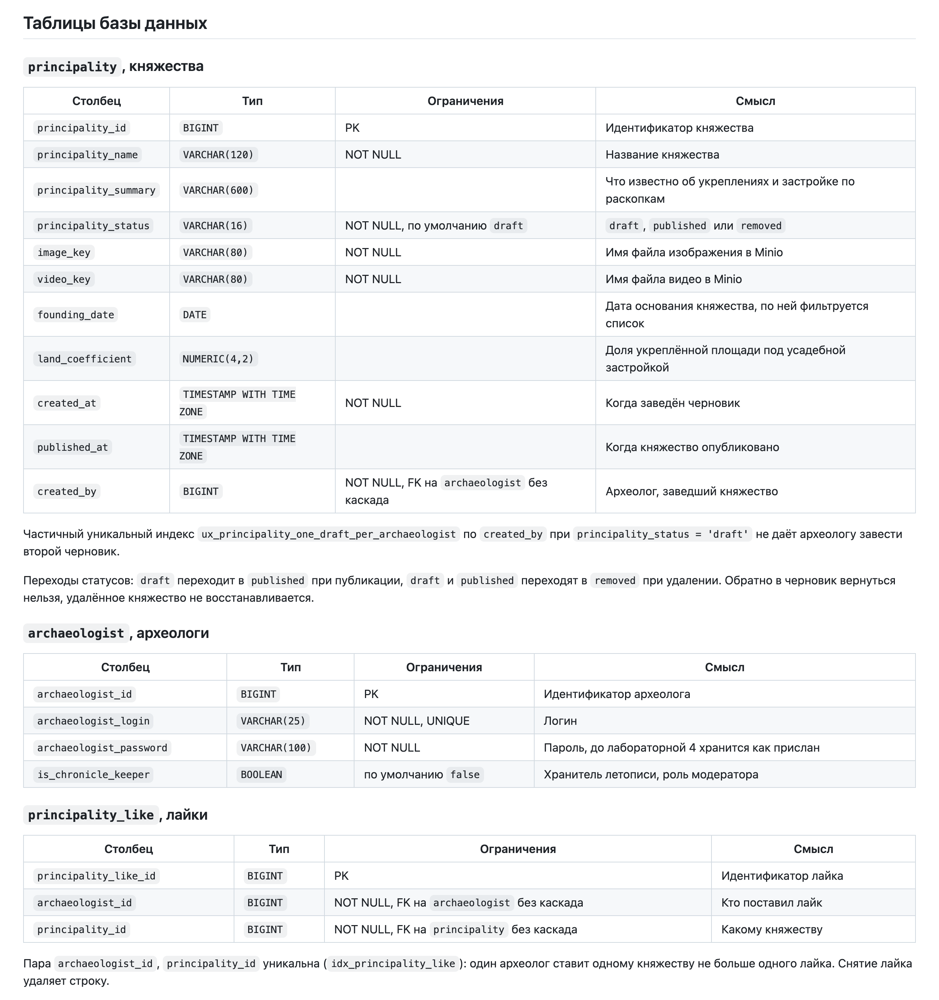 Таблицы базы данных
principality, княжества
Столбец Тип Ограничения Смысл
principality_id BIGINT PK Идентификатор княжества
principality_name VARCHAR(120) NOT NULL Название княжества
principality_summary VARCHAR(600) Что известно об укреплениях и застройке по
раскопкам
principality_status VARCHAR(16) NOT NULL, по умолчанию draft draft, published или removed
image_key VARCHAR(80) NOT NULL Имя файла изображения в Minio
video_key VARCHAR(80) NOT NULL Имя файла видео в Minio
founding_date DATE Дата основания княжества, по ней фильтруется
список
land_coefficient NUMERIC(4,2) Доля укреплённой площади под усадебной
застройкой
created_at TIMESTAMP WITH TIME
ZONE NOT NULL Когда заведён черновик
published_at TIMESTAMP WITH TIME
ZONE Когда княжество опубликовано
created_by BIGINT NOT NULL, FK на archaeologist без
каскада Археолог, заведший княжество
Частичный уникальный индекс ux_principality_one_draft_per_archaeologist по created_by при principality_status = 'draft' не даёт археологу завести
второй черновик.
Переходы статусов: draft переходит в published при публикации, draft и published переходят в removed при удалении. Обратно в черновик вернуться
нельзя, удалённое княжество не восстанавливается.
archaeologist, археологи
Столбец Тип Ограничения Смысл
archaeologist_id BIGINT PK Идентификатор археолога
archaeologist_login VARCHAR(25) NOT NULL, UNIQUE Логин
archaeologist_password VARCHAR(100) NOT NULL Пароль, до лабораторной 4 хранится как прислан
is_chronicle_keeper BOOLEAN по умолчанию false Хранитель летописи, роль модератора
principality_like, лайки
Столбец Тип Ограничения Смысл
principality_like_id BIGINT PK Идентификатор лайка
archaeologist_id BIGINT NOT NULL, FK на archaeologist без каскада Кто поставил лайк
principality_id BIGINT NOT NULL, FK на principality без каскада Какому княжеству
Пара archaeologist_id, principality_id уникальна (idx_principality_like): один археолог ставит одному княжеству не больше одного лайка. Снятие лайка
удаляет строку.